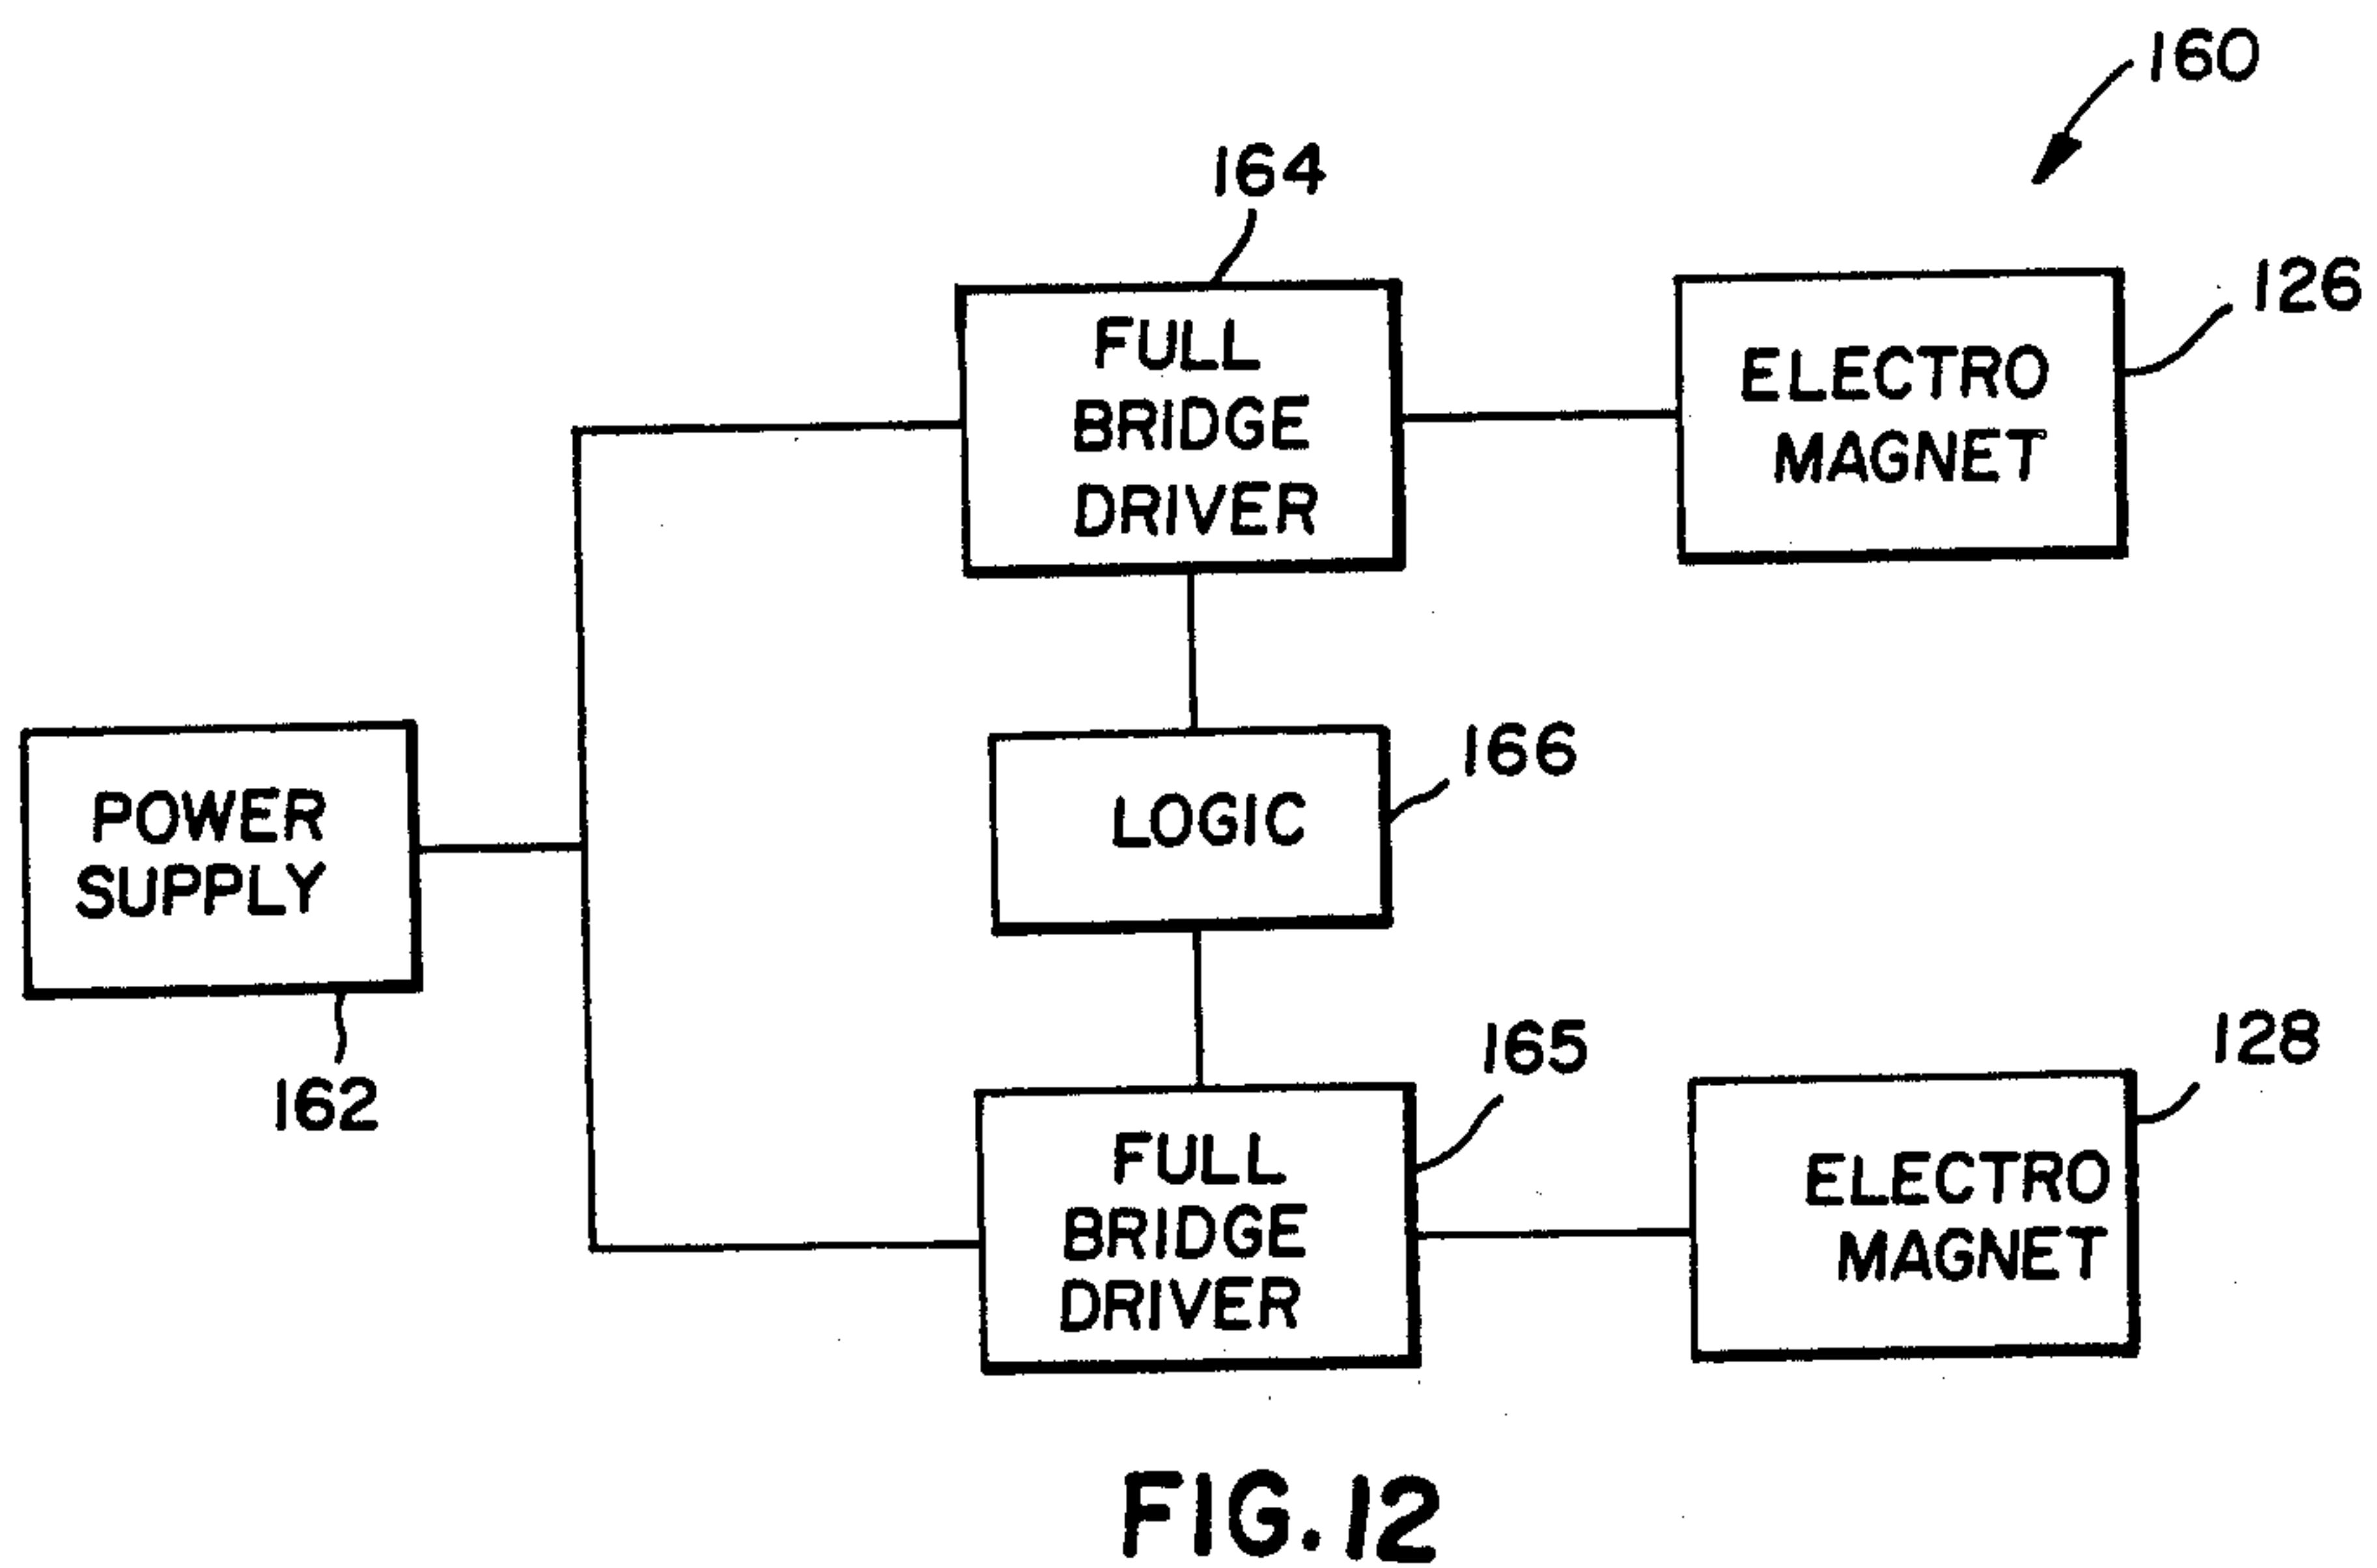 160
164
126
FULL
BRIDGE
DRIVER
ELECTRO
MAGNET
166
LOGIC
POWER
SUPPLY
162
165
128
FULL
BRIDGE
DRIVER
ELECTRO
MAGNET
FIG. 12